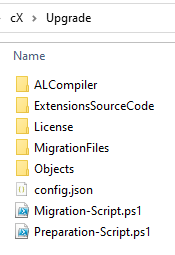 cX > Upgrade
Name
ALCompiler
ExtensionsSourceCode
License
MigrationFiles
Objects
config.json
Migration-Script.ps1
Preparation-Script.ps1